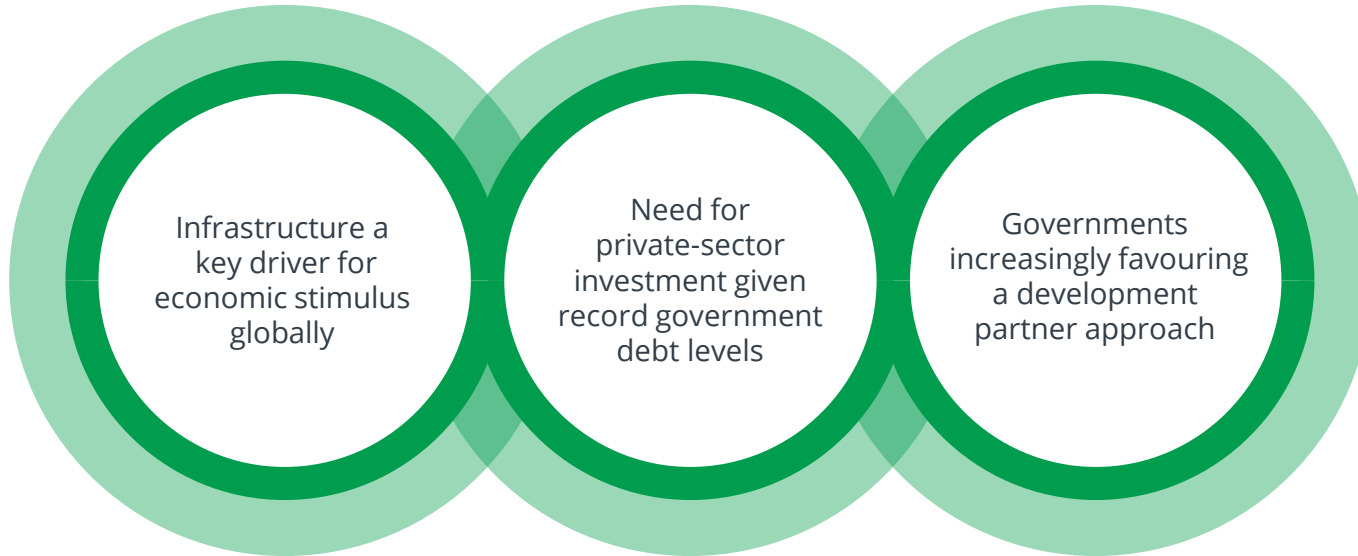 Infrastructure a
key driver for
economic stimulus
globally
Need for
private-sector
investment given
record government
debt levels
Governments
increasingly favouring
a development
partner approach